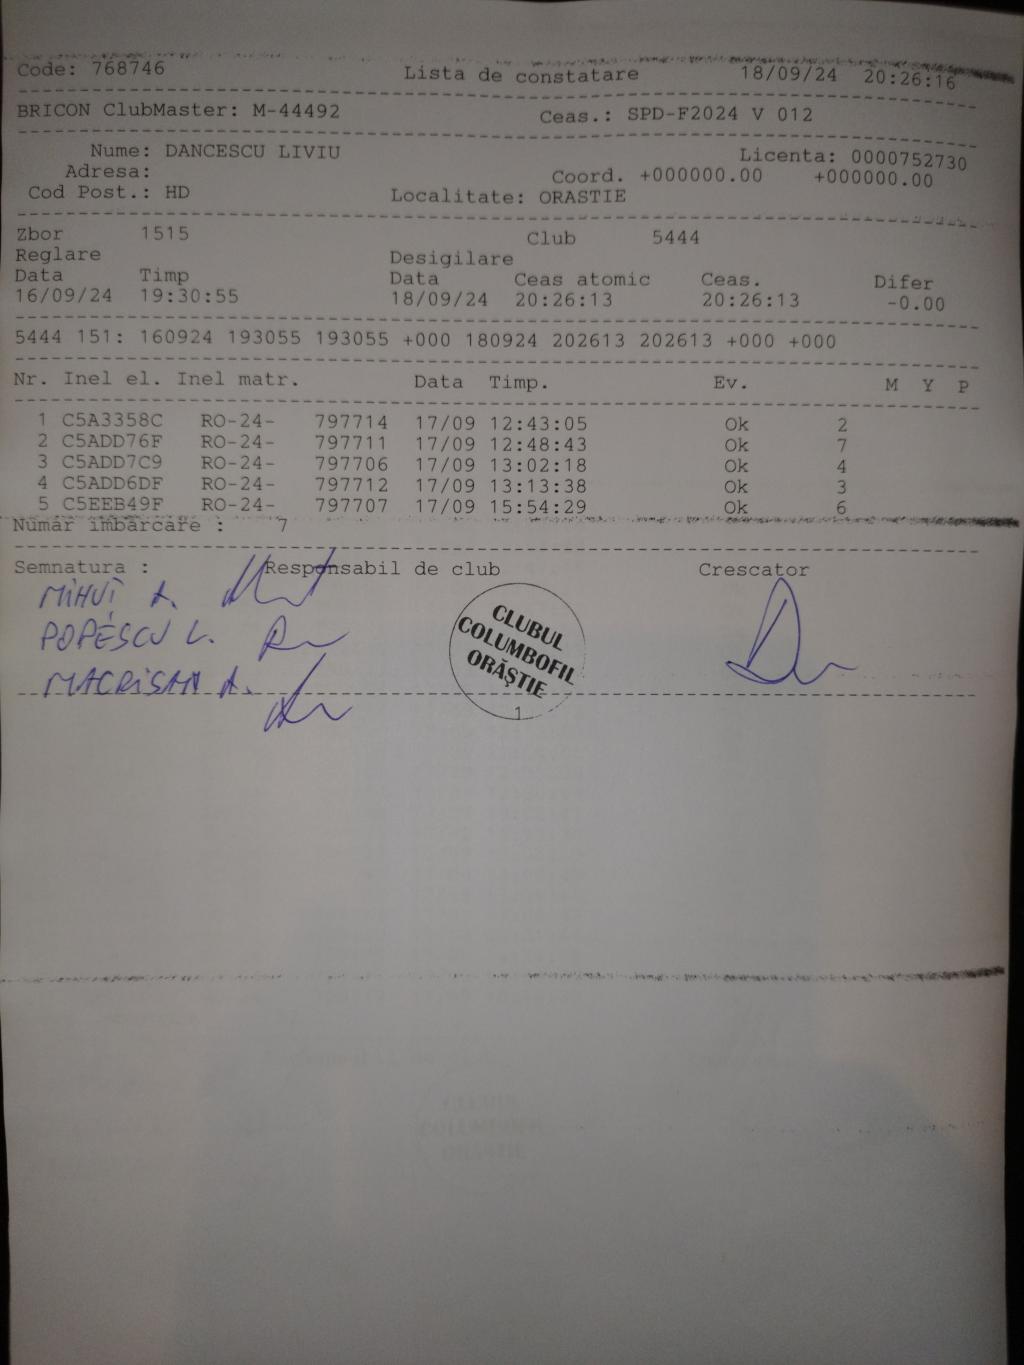 Code: 768746 Lista de constatare 18/09/24 20:26:16
BRICON ClubMaster: M-44492 Ceas.: SPD-F2024 V 012
Nume: DANCESCU LIVIU Licenta: 0000752730
Adresa: Coord. +000000.00 +000000.00
Cod Post.: HD Localitate: ORASTIE
Zbor 1515 Club 5444
Reglare Desigilare
Data Timp Data Ceas atomic Ceas. Difer
16/09/24 19:30:55 18/09/24 20:26:13 20:26:13 -0.00
5444 151: 160924 193055 193055 +000 180924 202613 202613 +000 +000
Nr. Inel el. Inel matr. Data Timp. Ev. M Y P
1 C5A3358C RO-24- 797714 17/09 12:43:05 Ok 2
2 C5ADD76F RO-24- 797711 17/09 12:48:43 Ok 7
3 C5ADD7C9 RO-24- 797706 17/09 13:02:18 Ok 4
4 C5ADD6DF RO-24- 797712 17/09 13:13:38 Ok 3
5 C5EEB49F RO-24- 797707 17/09 15:54:29 Ok 6
Numar imbarcare : 7
Semnatura : Responsabil de club Crescator
MIHUȚ A.
POPESCU L.
MACRISAN A.
CLUBUL
COLUMBOFIL
ORĂŞTIE
1